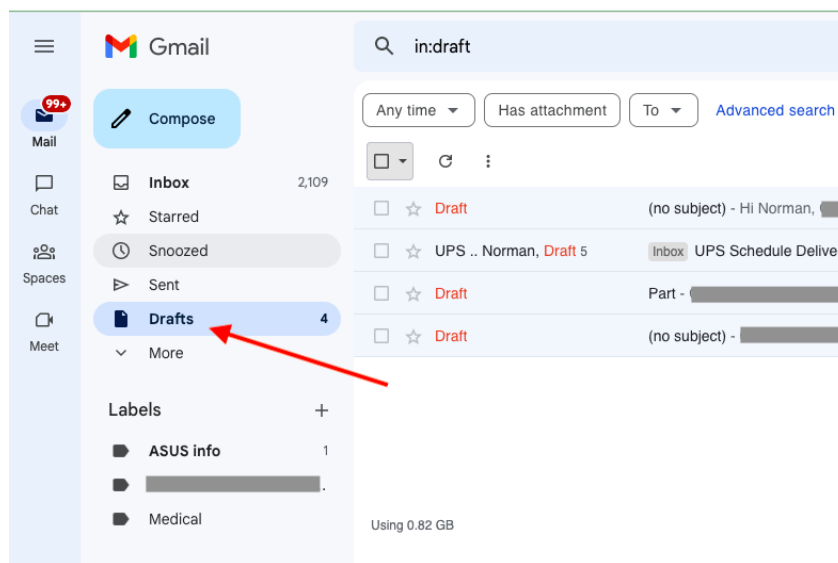 Gmail
in:draft
99+
Mail
Chat
Spaces
Meet
Compose
Inbox 2,109
Starred
Snoozed
Sent
Drafts 4
More
Labels
ASUS info 1
.
Medical
Any time Has attachment To Advanced search
Draft (no subject) - Hi Norman,
UPS .. Norman, Draft 5 Inbox UPS Schedule Delive
Draft Part -
Draft (no subject) -
Using 0.82 GB